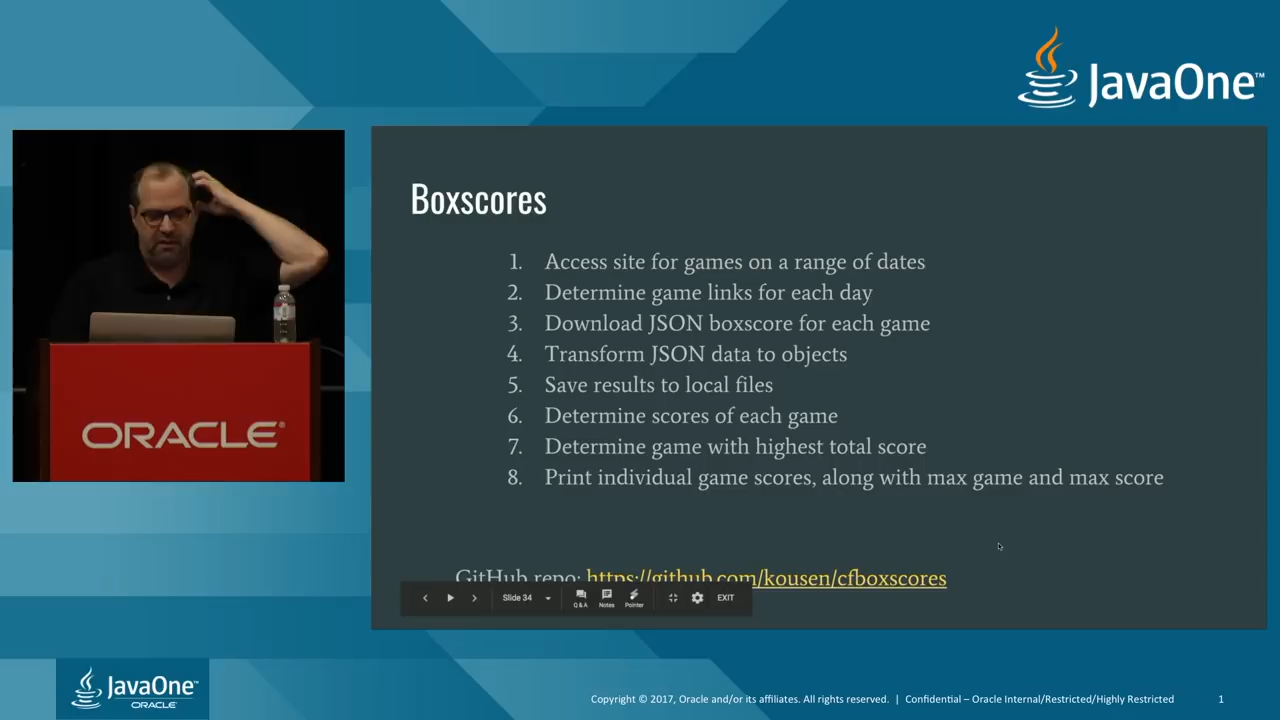 JavaOne™
Boxscores
1. Access site for games on a range of dates
2. Determine game links for each day
3. Download JSON boxscore for each game
4. Transform JSON data to objects
5. Save results to local files
6. Determine scores of each game
7. Determine game with highest total score
8. Print individual game scores, along with max game and max score
GitHub repo: https://github.com/kousen/cfboxscores
Slide 34
Q & A
Notes
Pointer
EXIT
ORACLE®
JavaOne™
ORACLE®
Copyright © 2017, Oracle and/or its affiliates. All rights reserved. | Confidential – Oracle Internal/Restricted/Highly Restricted
1